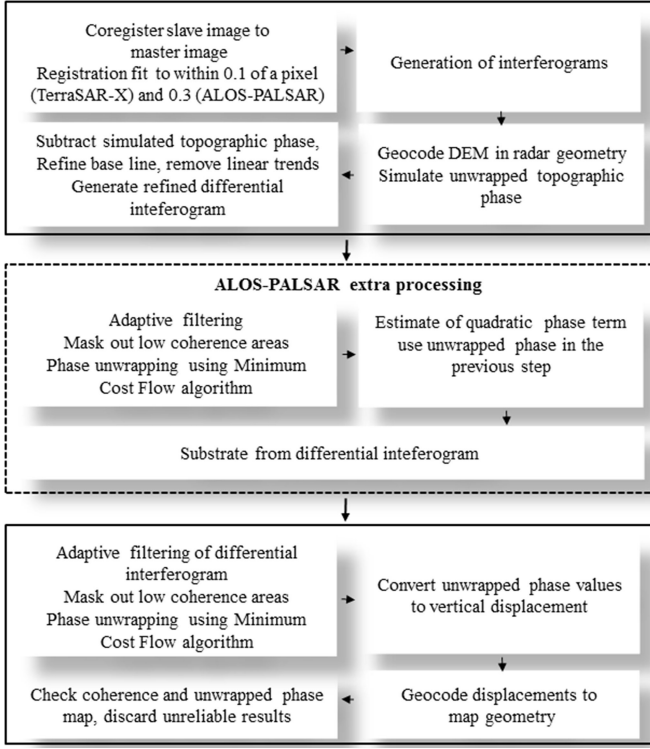 Coregister slave image to
master image
Registration fit to within 0.1 of a pixel
(TerraSAR-X) and 0.3 (ALOS-PALSAR)
Generation of interferograms
Geocode DEM in radar geometry
Simulate unwrapped topographic
phase
Subtract simulated topographic phase,
Refine base line, remove linear trends
Generate refined differential
inteferogram
ALOS-PALSAR extra processing
Adaptive filtering
Mask out low coherence areas
Phase unwrapping using Minimum
Cost Flow algorithm
Estimate of quadratic phase term
use unwrapped phase in the
previous step
Substrate from differential inteferogram
Adaptive filtering of differential
interferogram
Mask out low coherence areas
Phase unwrapping using Minimum
Cost Flow algorithm
Convert unwrapped phase values
to vertical displacement
Geocode displacements to
map geometry
Check coherence and unwrapped phase
map, discard unreliable results